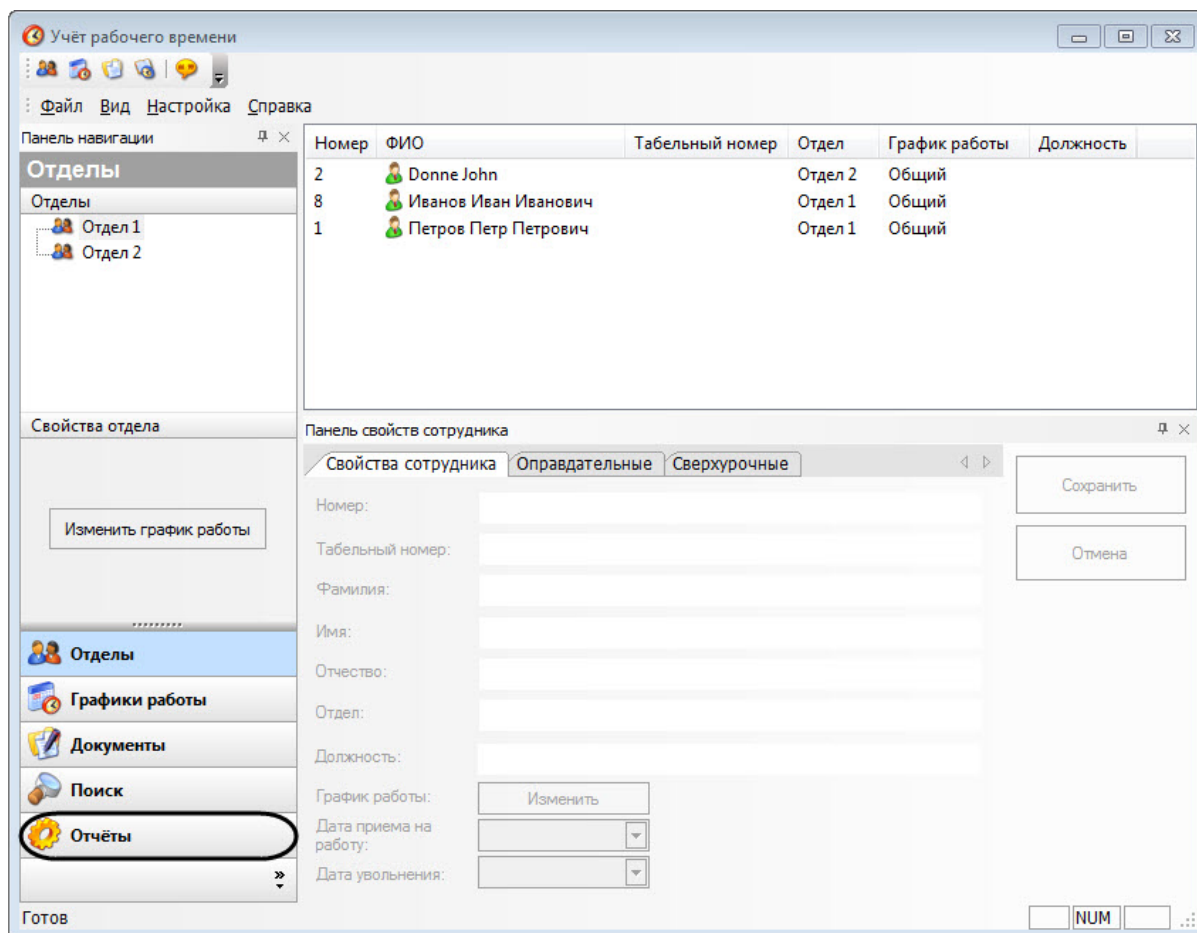 Учёт рабочего времени
Файл Вид Настройка Справка
Панель навигации
Отделы
Отделы
Отдел 1
Отдел 2
Свойства отдела
Изменить график работы
Отделы
Графики работы
Документы
Поиск
Отчёты
Номер ФИО Табельный номер Отдел График работы Должность
2 Donne John Отдел 2 Общий
8 Иванов Иван Иванович Отдел 1 Общий
1 Петров Петр Петрович Отдел 1 Общий
Панель свойств сотрудника
Свойства сотрудника Оправдательные Сверхурочные
Номер:
Табельный номер:
Фамилия:
Имя:
Отчество:
Отдел:
Должность:
График работы: Изменить
Дата приема на
работу:
Дата увольнения:
Сохранить
Отмена
Готов
NUM